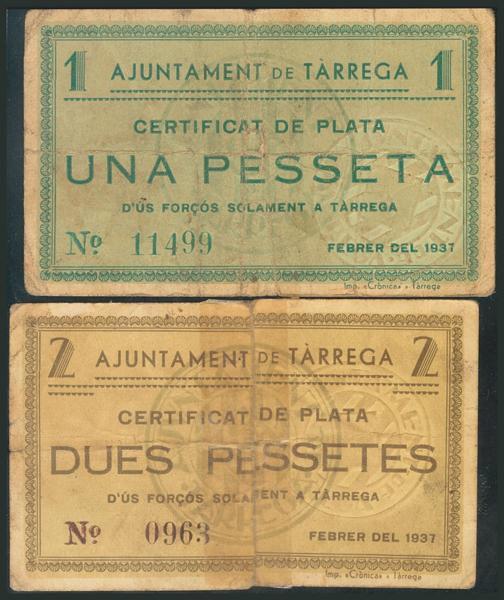 1 AJUNTAMENT DE TÀRREGA 1
CERTIFICAT DE PLATA
UNA PESSETA
D'ÚS FORÇÓS SOLAMENT A TÀRREGA
Nº 11499 FEBRER DEL 1937
Imp. «Crònica» - Tàrrega
2 AJUNTAMENT DE TÀRREGA 2
CERTIFICAT DE PLATA
DUES PESSETES
D'ÚS FORÇÓS SOLAMENT A TÀRREGA
Nº 0963 FEBRER DEL 1937
Imp. «Crònica» - Tàrrega